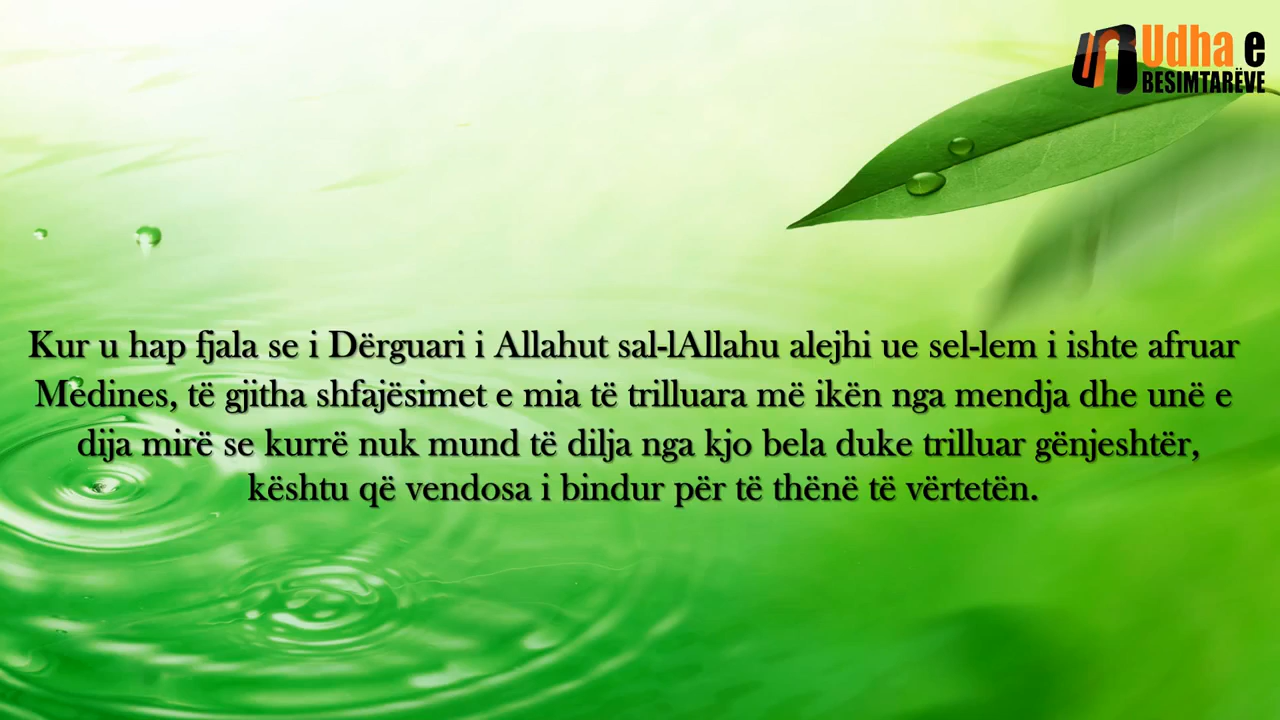 Udha e
BESIMTARËVE
Kur u hap fjala se i Dërguari i Allahut sal-lAllahu alejhi ue sel-lem i ishte afruar
Medines, të gjitha shfajësimet e mia të trilluara më ikën nga mendja dhe unë e
dija mirë se kurrë nuk mund të dilja nga kjo bela duke trilluar gënjeshtër,
kështu që vendosa i bindur për të thënë të vërtetën.